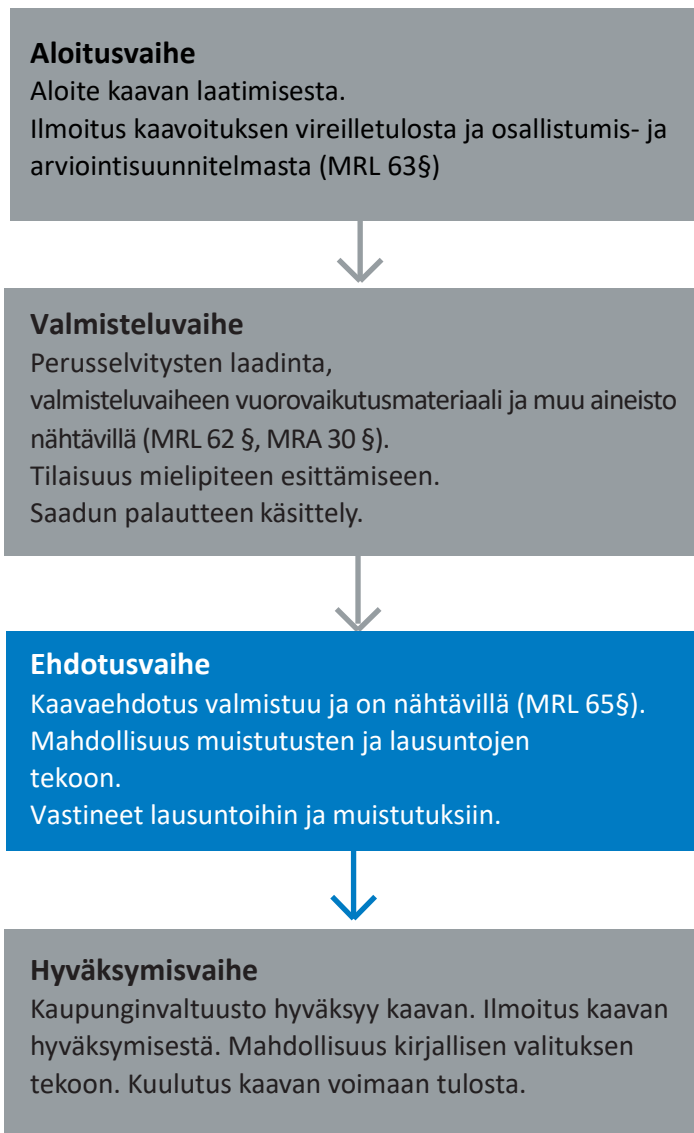 Aloitusvaihe
Aloite kaavan laatimisesta.
Ilmoitus kaavoituksen vireilletulosta ja osallistumis- ja
arviointisuunnitelmasta (MRL 63§)
Valmisteluvaihe
Perusselvitysten laadinta,
valmisteluvaiheen vuorovaikutusmateriaali ja muu aineisto
nähtävillä (MRL 62 §, MRA 30 §).
Tilaisuus mielipiteen esittämiseen.
Saadun palautteen käsittely.
Ehdotusvaihe
Kaavaehdotus valmistuu ja on nähtävillä (MRL 65§).
Mahdollisuus muistutusten ja lausuntojen
tekoon.
Vastineet lausuntoihin ja muistutuksiin.
Hyväksymisvaihe
Kaupunginvaltuusto hyväksyy kaavan. Ilmoitus kaavan
hyväksymisestä. Mahdollisuus kirjallisen valituksen
tekoon. Kuulutus kaavan voimaan tulosta.